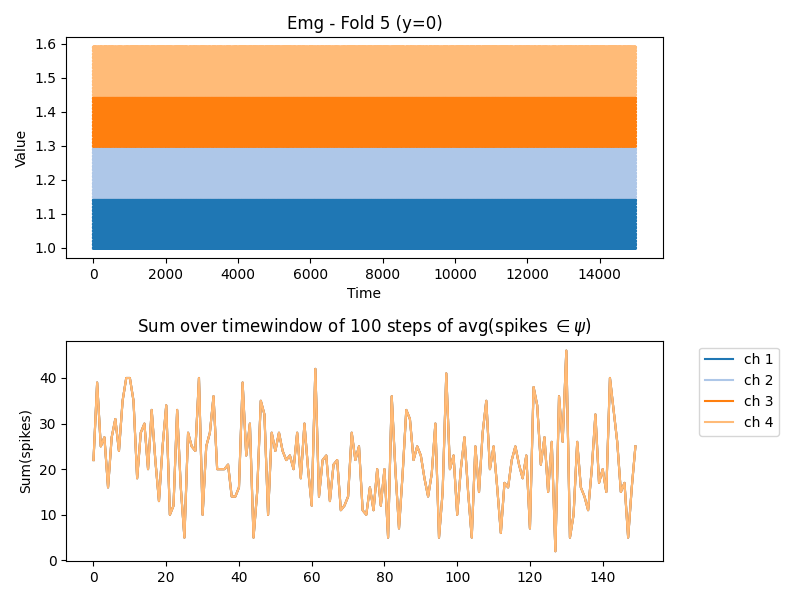 Emg - Fold 5 (y=0)
Value
1.6
1.5
1.4
1.3
1.2
1.1
1.0
0 2000 4000 6000 8000 10000 12000 14000
Time
Sum over timewindow of 100 steps of avg(spikes ∈ψ)
Sum(spikes)
40
30
20
10
0
0 20 40 60 80 100 120 140
ch 1
ch 2
ch 3
ch 4